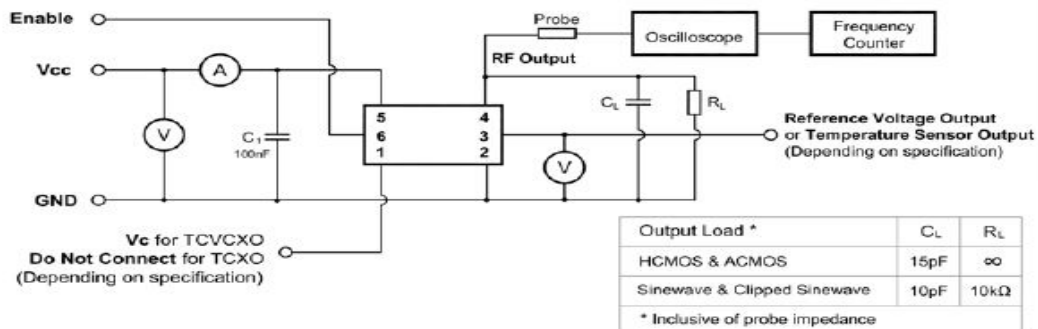 Enable
Probe
Oscilloscope
Frequency
Counter
RF Output
Vcc
A
V
C1
100nF
5 4
6 3
1 2
CL
RL
V
Reference Voltage Output
or Temperature Sensor Output
(Depending on specification)
GND
Vc for TCVCXO
Do Not Connect for TCXO
(Depending on specification)
Output Load * CL RL
HCMOS & ACMOS 15pF ∞
Sinewave & Clipped Sinewave 10pF 10kΩ
* Inclusive of probe impedance